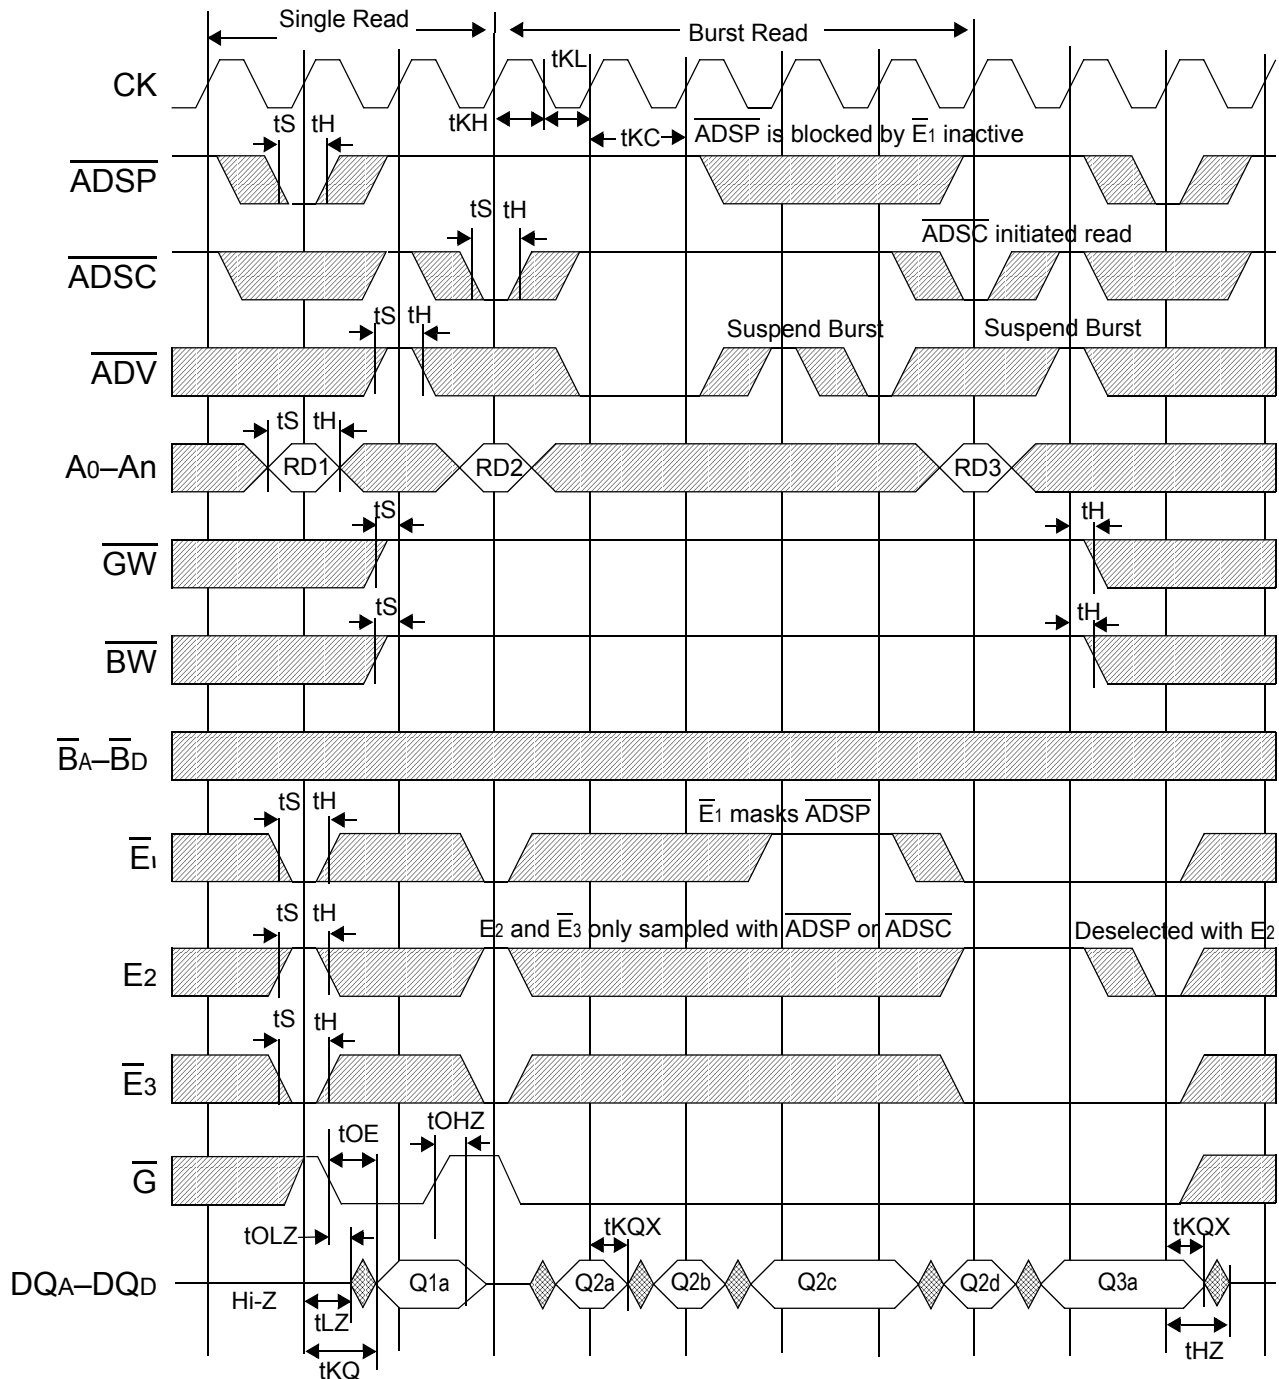 Single Read
Burst Read
CK
tKL
tKH
tKC
ADSP is blocked by E1 inactive
tS tH
ADSP
tS tH
ADSC initiated read
ADSC
tS tH
Suspend Burst
Suspend Burst
ADV
tS tH
A0–An
RD1
RD2
RD3
tS
tH
GW
tS
tH
BW
BA–BD
tS tH
E1 masks ADSP
E1
tS tH
E2 and E3 only sampled with ADSP or ADSC
Deselected with E2
E2
tS tH
E3
tOE
tOHZ
G
tOLZ
tKQX
tKQX
DQA–DQD
Q1a
Q2a
Q2b
Q2c
Q2d
Q3a
Hi-Z
tLZ
tHZ
tKQ